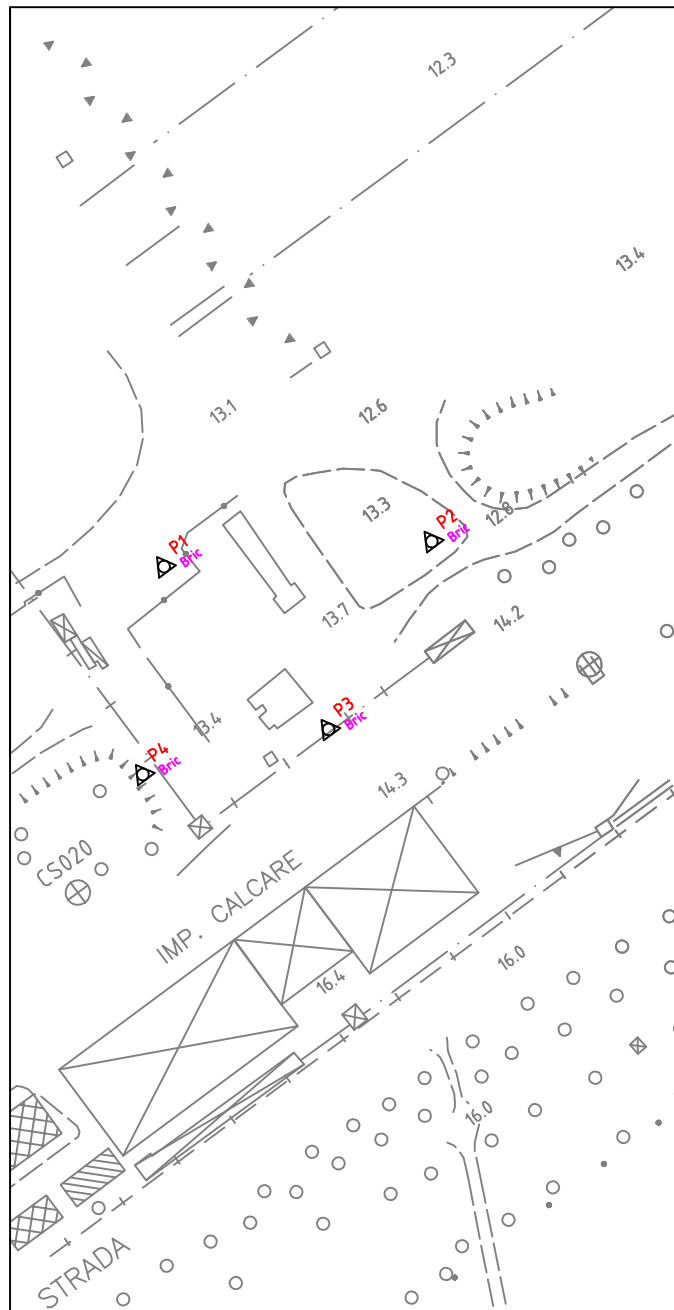 12.3
13.4
13.1
12.6
13.3
12.8
P2
Bric
P1
Bric
13.7
14.2
13.4
P3
Bric
P4
Bric
14.3
CS020
IMP. CALCARE
16.0
16.4
16.0
STRADA